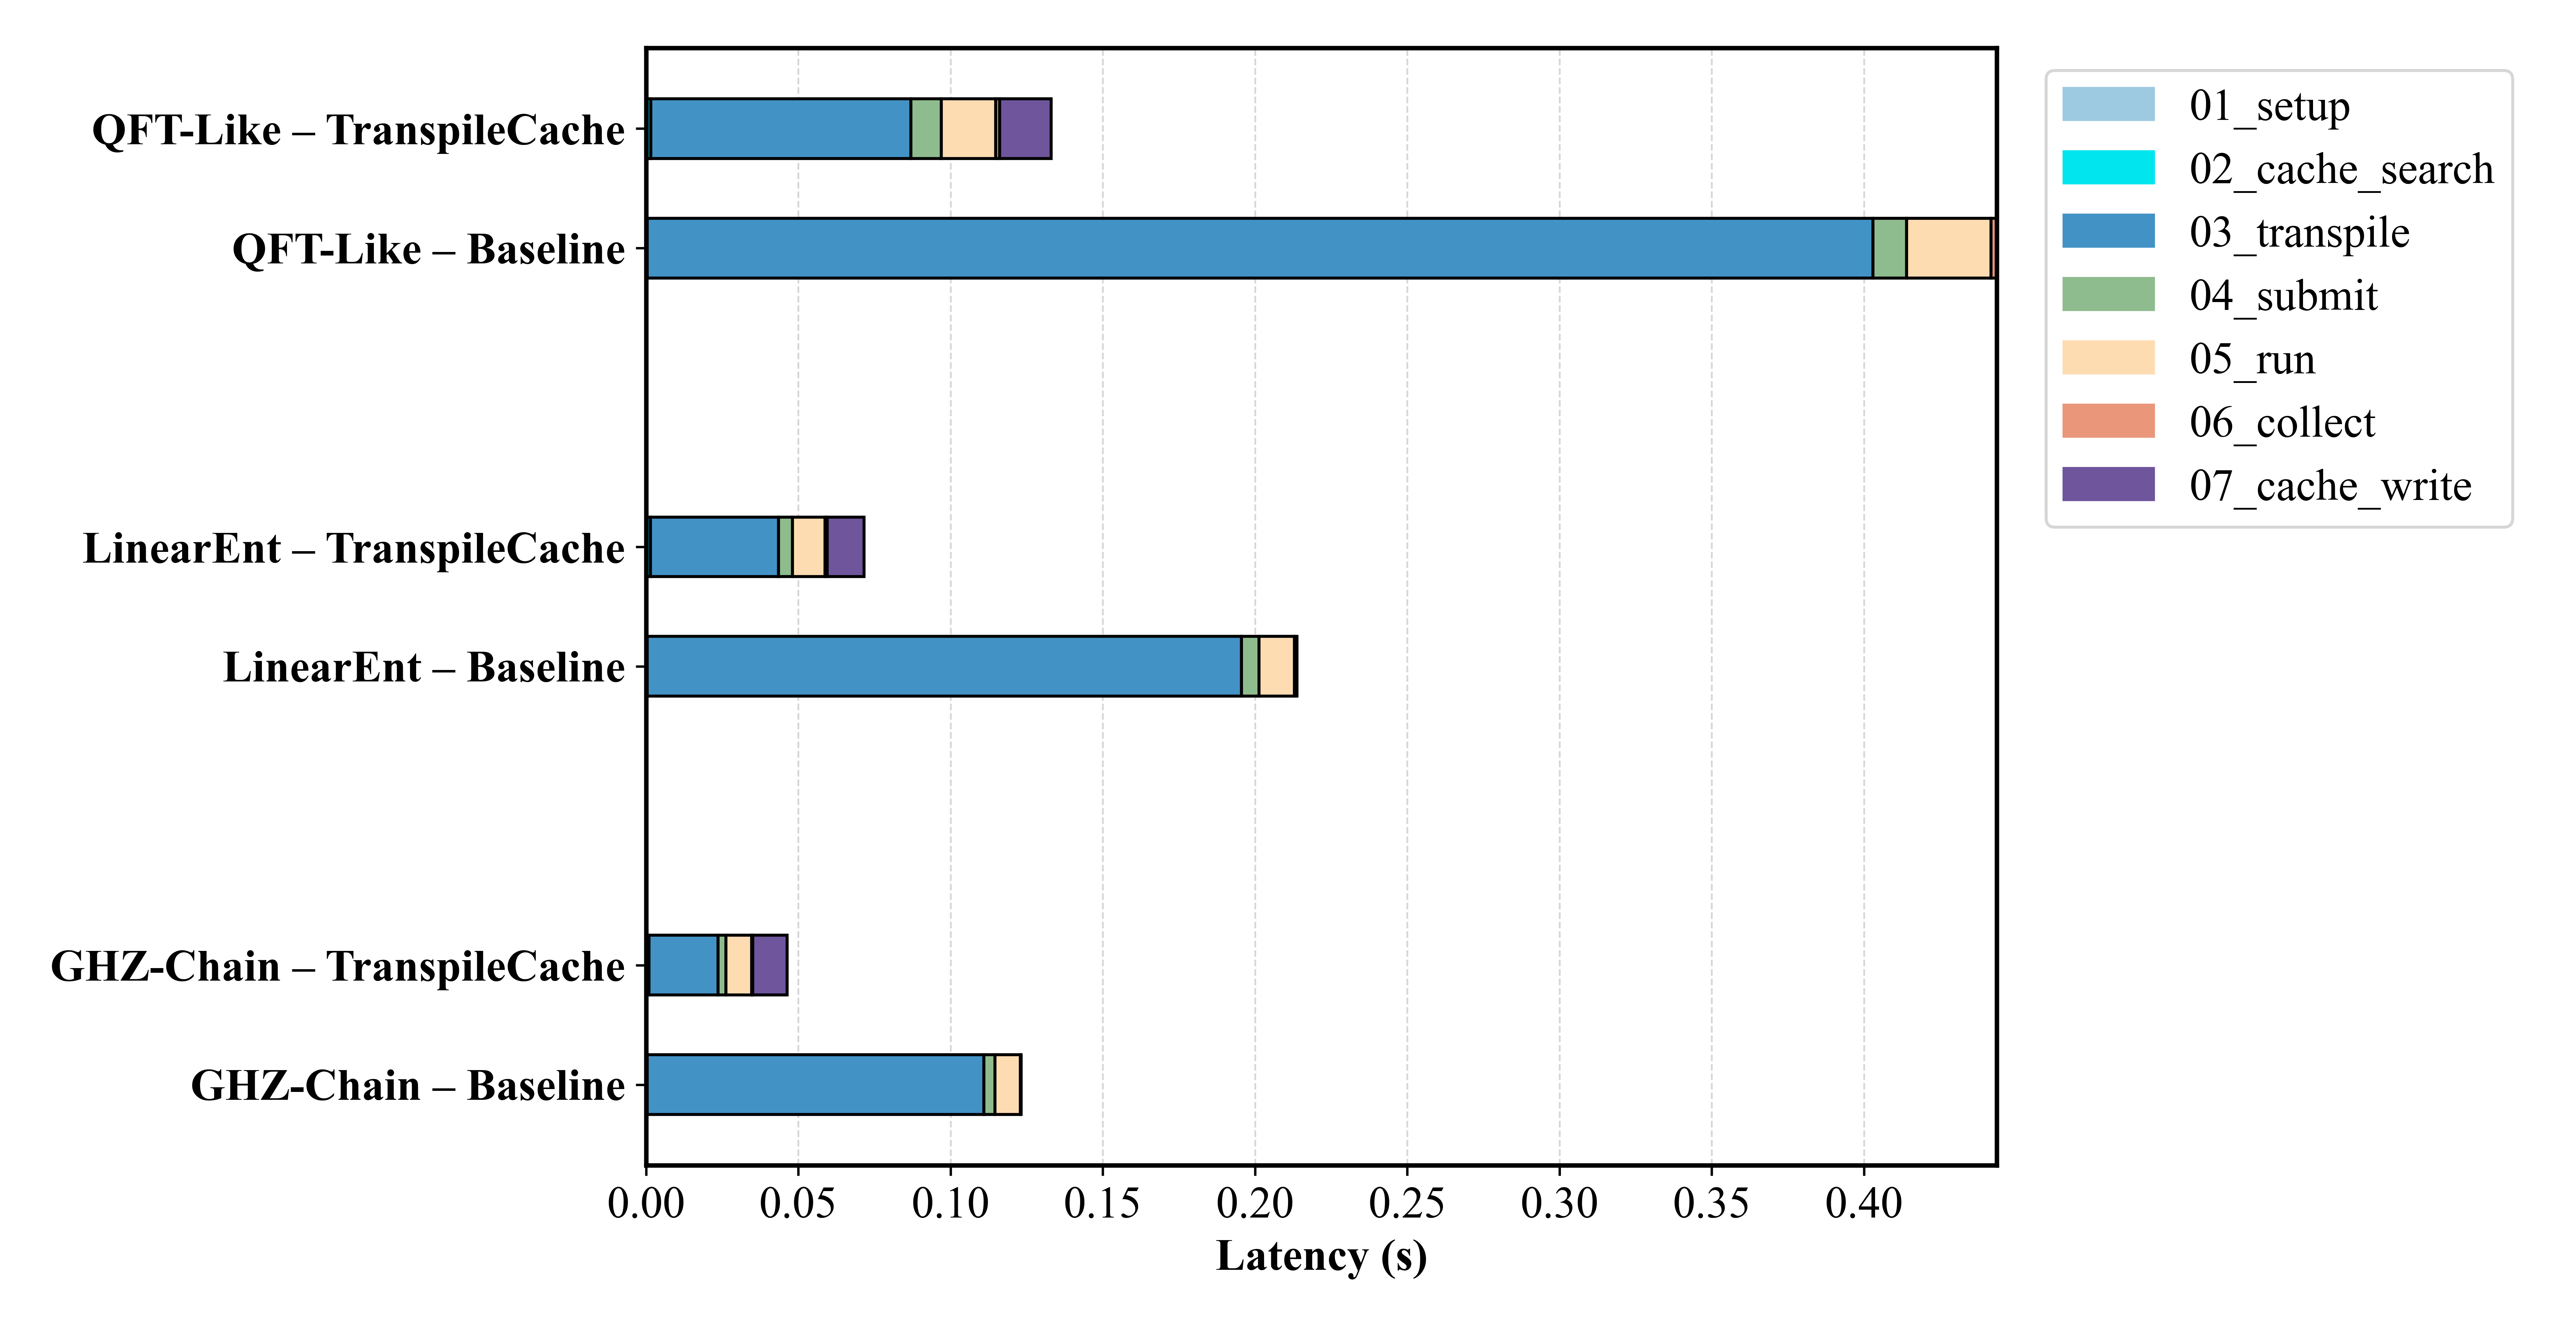 QFT-Like – TranspileCache
QFT-Like – Baseline
LinearEnt – TranspileCache
LinearEnt – Baseline
GHZ-Chain – TranspileCache
GHZ-Chain – Baseline
0.00 0.05 0.10 0.15 0.20 0.25 0.30 0.35 0.40
Latency (s)
01_setup
02_cache_search
03_transpile
04_submit
05_run
06_collect
07_cache_write